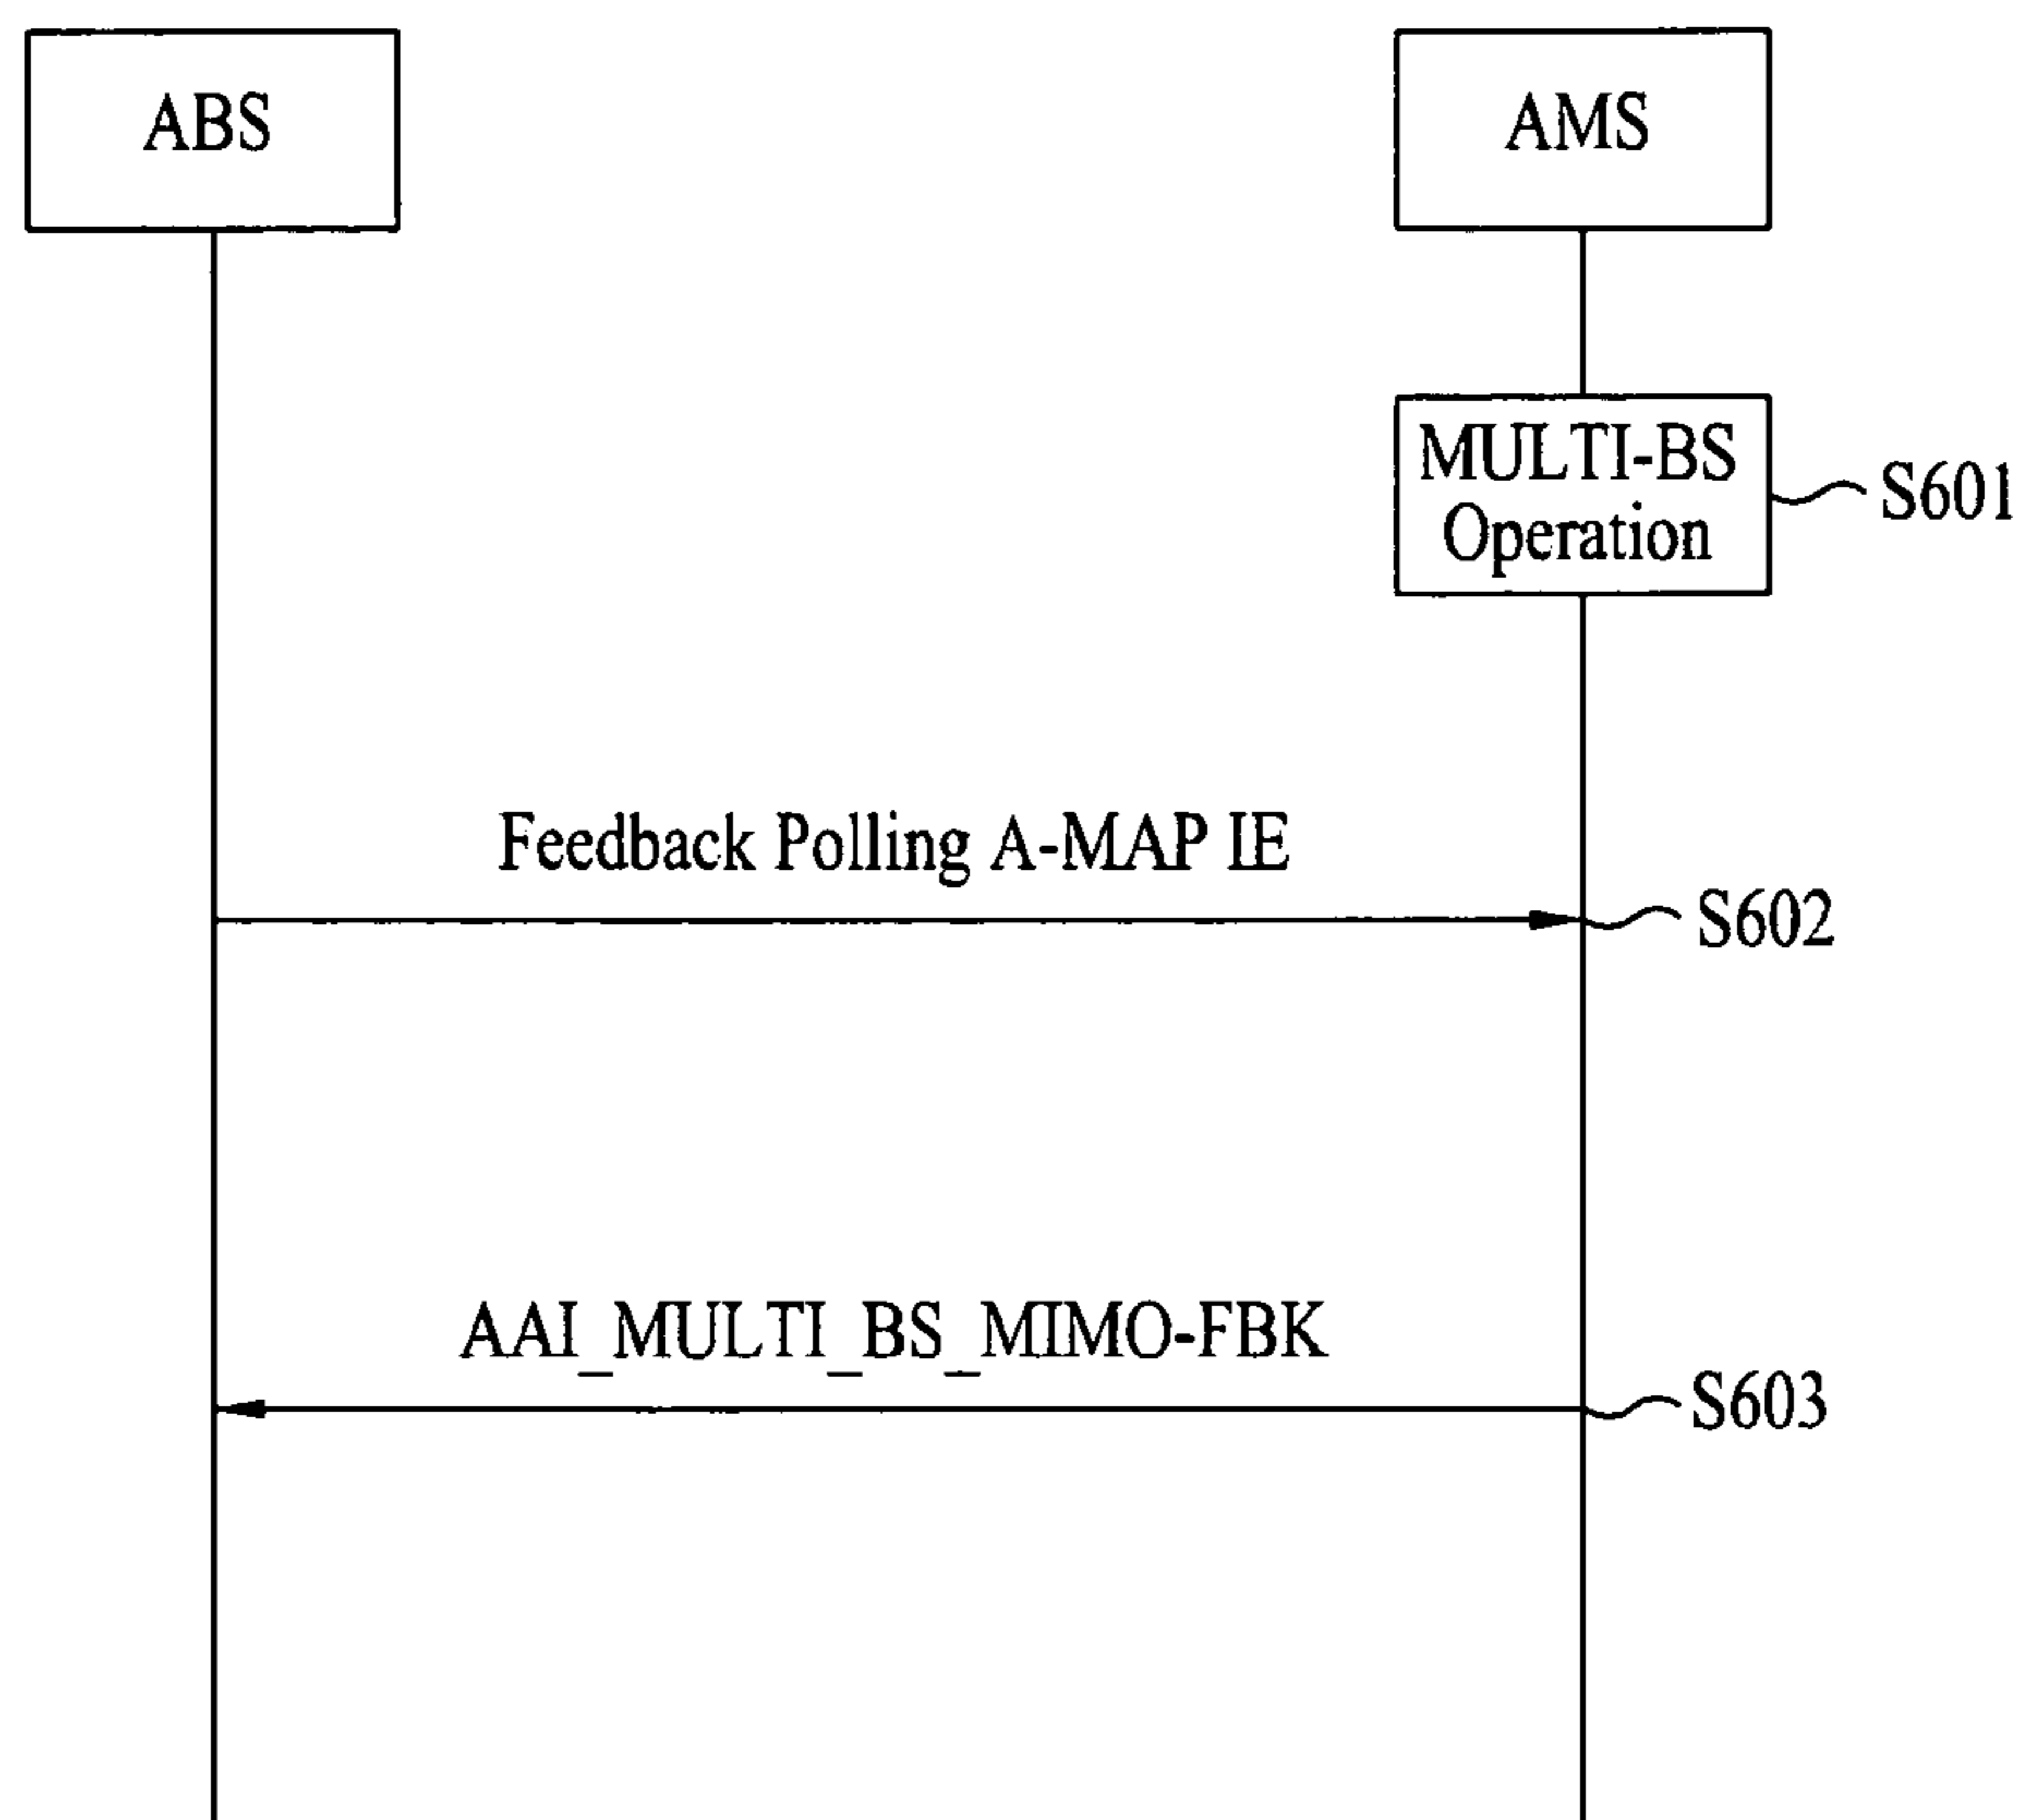 ABS
AMS
MULTI-BS
Operation
S601
Feedback Polling A-MAP IE
S602
AAI_MULTI_BS_MIMO-FBK
S603